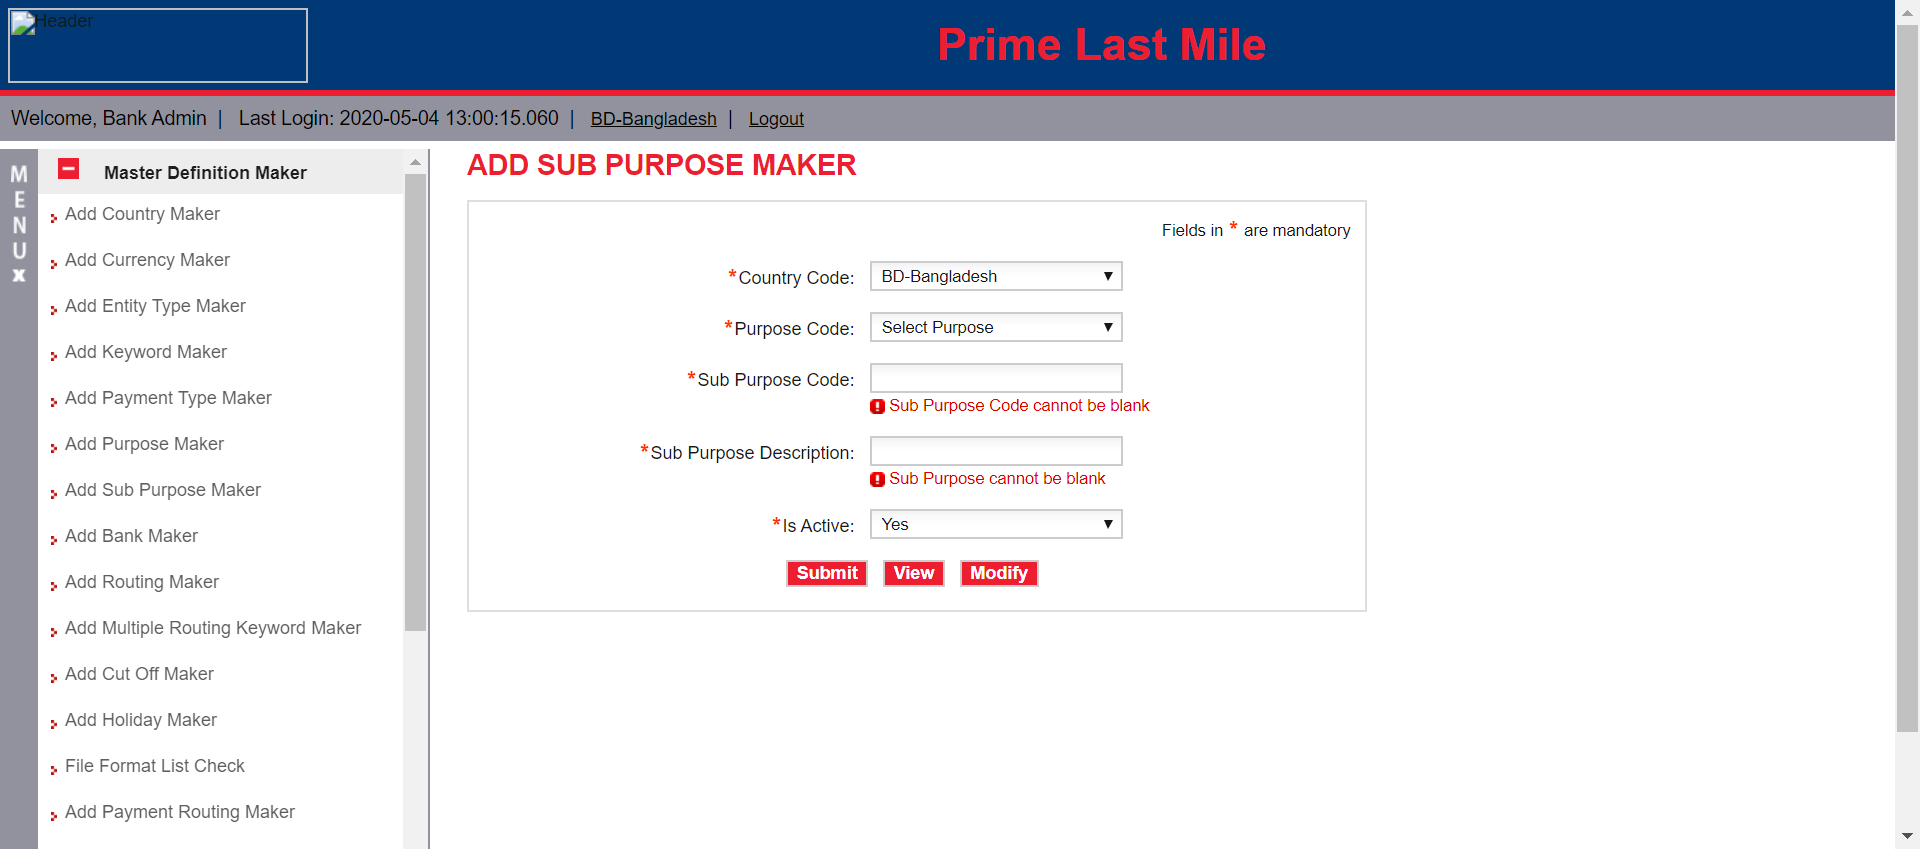 Header
Prime Last Mile
Welcome, Bank Admin | Last Login: 2020-05-04 13:00:15.060 | BD-Bangladesh | Logout
MENU x
Master Definition Maker
Add Country Maker
Add Currency Maker
Add Entity Type Maker
Add Keyword Maker
Add Payment Type Maker
Add Purpose Maker
Add Sub Purpose Maker
Add Bank Maker
Add Routing Maker
Add Multiple Routing Keyword Maker
Add Cut Off Maker
Add Holiday Maker
File Format List Check
Add Payment Routing Maker
ADD SUB PURPOSE MAKER
Fields in * are mandatory
*Country Code: BD-Bangladesh
*Purpose Code: Select Purpose
*Sub Purpose Code:
Sub Purpose Code cannot be blank
*Sub Purpose Description:
Sub Purpose cannot be blank
*Is Active: Yes
Submit View Modify